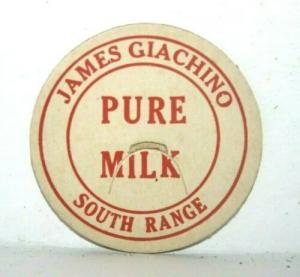 JAMES GIACHINO
PURE
MILK
SOUTH RANGE